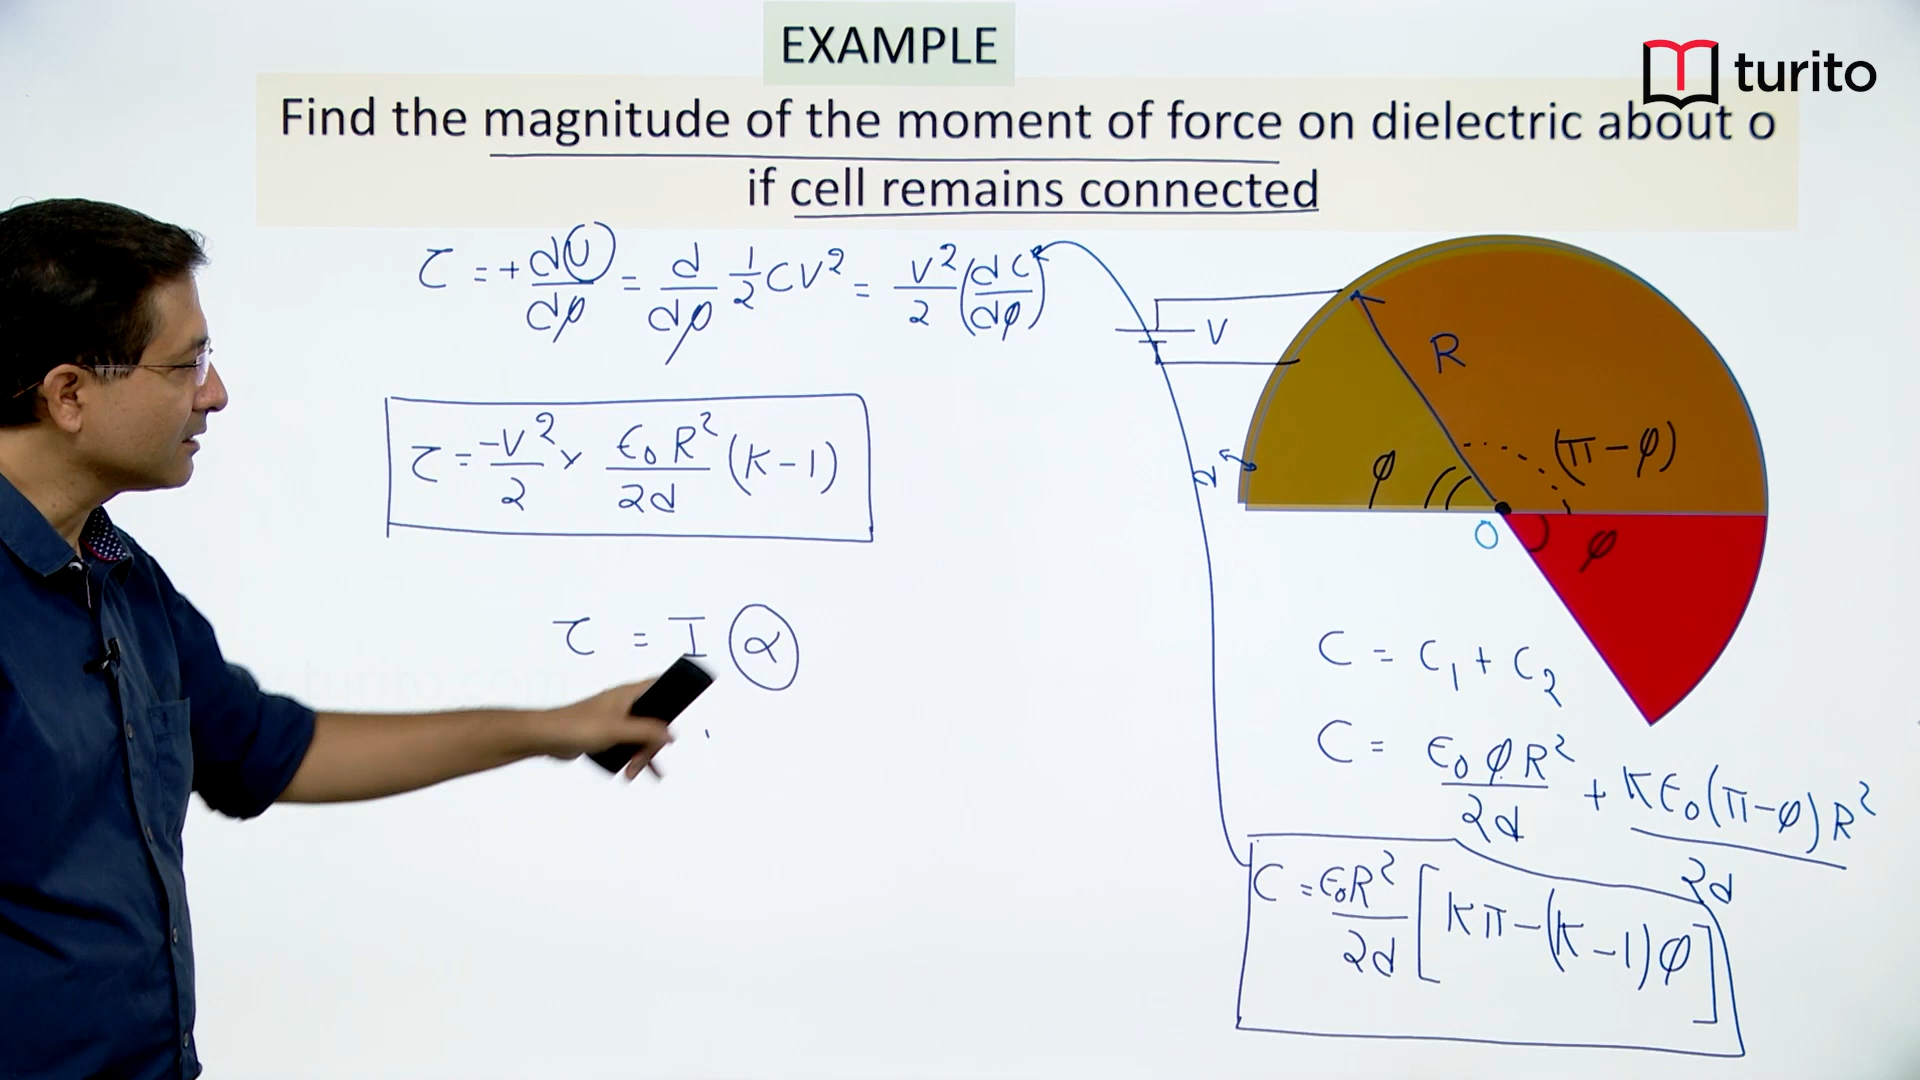 EXAMPLE
turito
Find the magnitude of the moment of force on dielectric about o
if cell remains connected
τ = + dU/dφ = d/dφ 1/2 CV² = V²/2 (dC/dφ)
V
R
φ
(π-φ)
d
O
φ
τ = -V²/2 × ϵ₀R²/2d (K-1)
τ = I α
C = C₁ + C₂
C = ϵ₀φR²/2d + Kϵ₀(π-φ)R²/2d
C = ϵ₀R²/2d [Kπ-(K-1)φ]